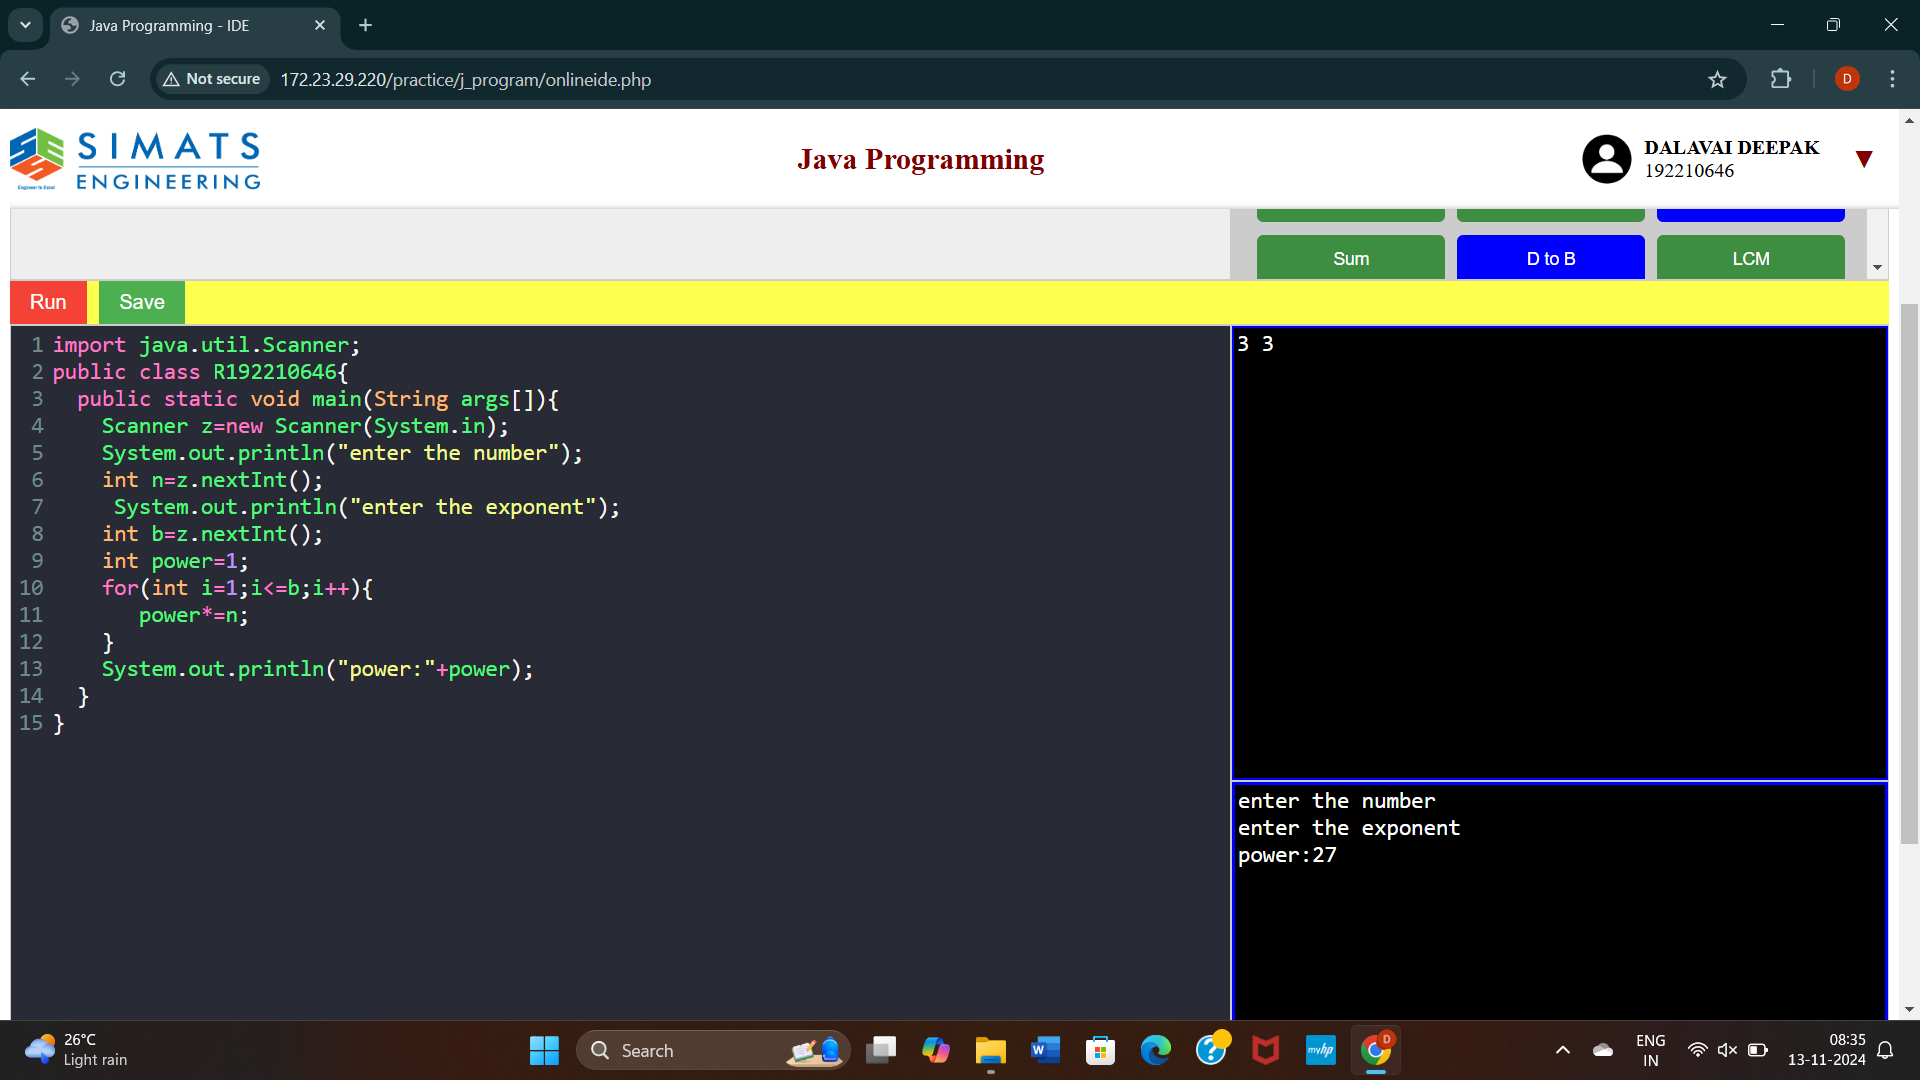 Java Programming - IDE
Not secure
172.23.29.220/practice/j_program/onlineide.php
D
SIMATS
ENGINEERING
Engineer to Excel
Java Programming
DALAVAI DEEPAK
192210646
Sum
D to B
LCM
Run
Save
1 import java.util.Scanner;
2 public class R192210646{
3   public static void main(String args[]){
4     Scanner z=new Scanner(System.in);
5     System.out.println("enter the number");
6     int n=z.nextInt();
7      System.out.println("enter the exponent");
8     int b=z.nextInt();
9     int power=1;
10     for(int i=1;i<=b;i++){
11        power*=n;
12     }
13     System.out.println("power:"+power);
14   }
15 }
3 3
enter the number
enter the exponent
power:27
26°C
Light rain
Search
W
myhp
D
ENG
IN
08:35
13-11-2024